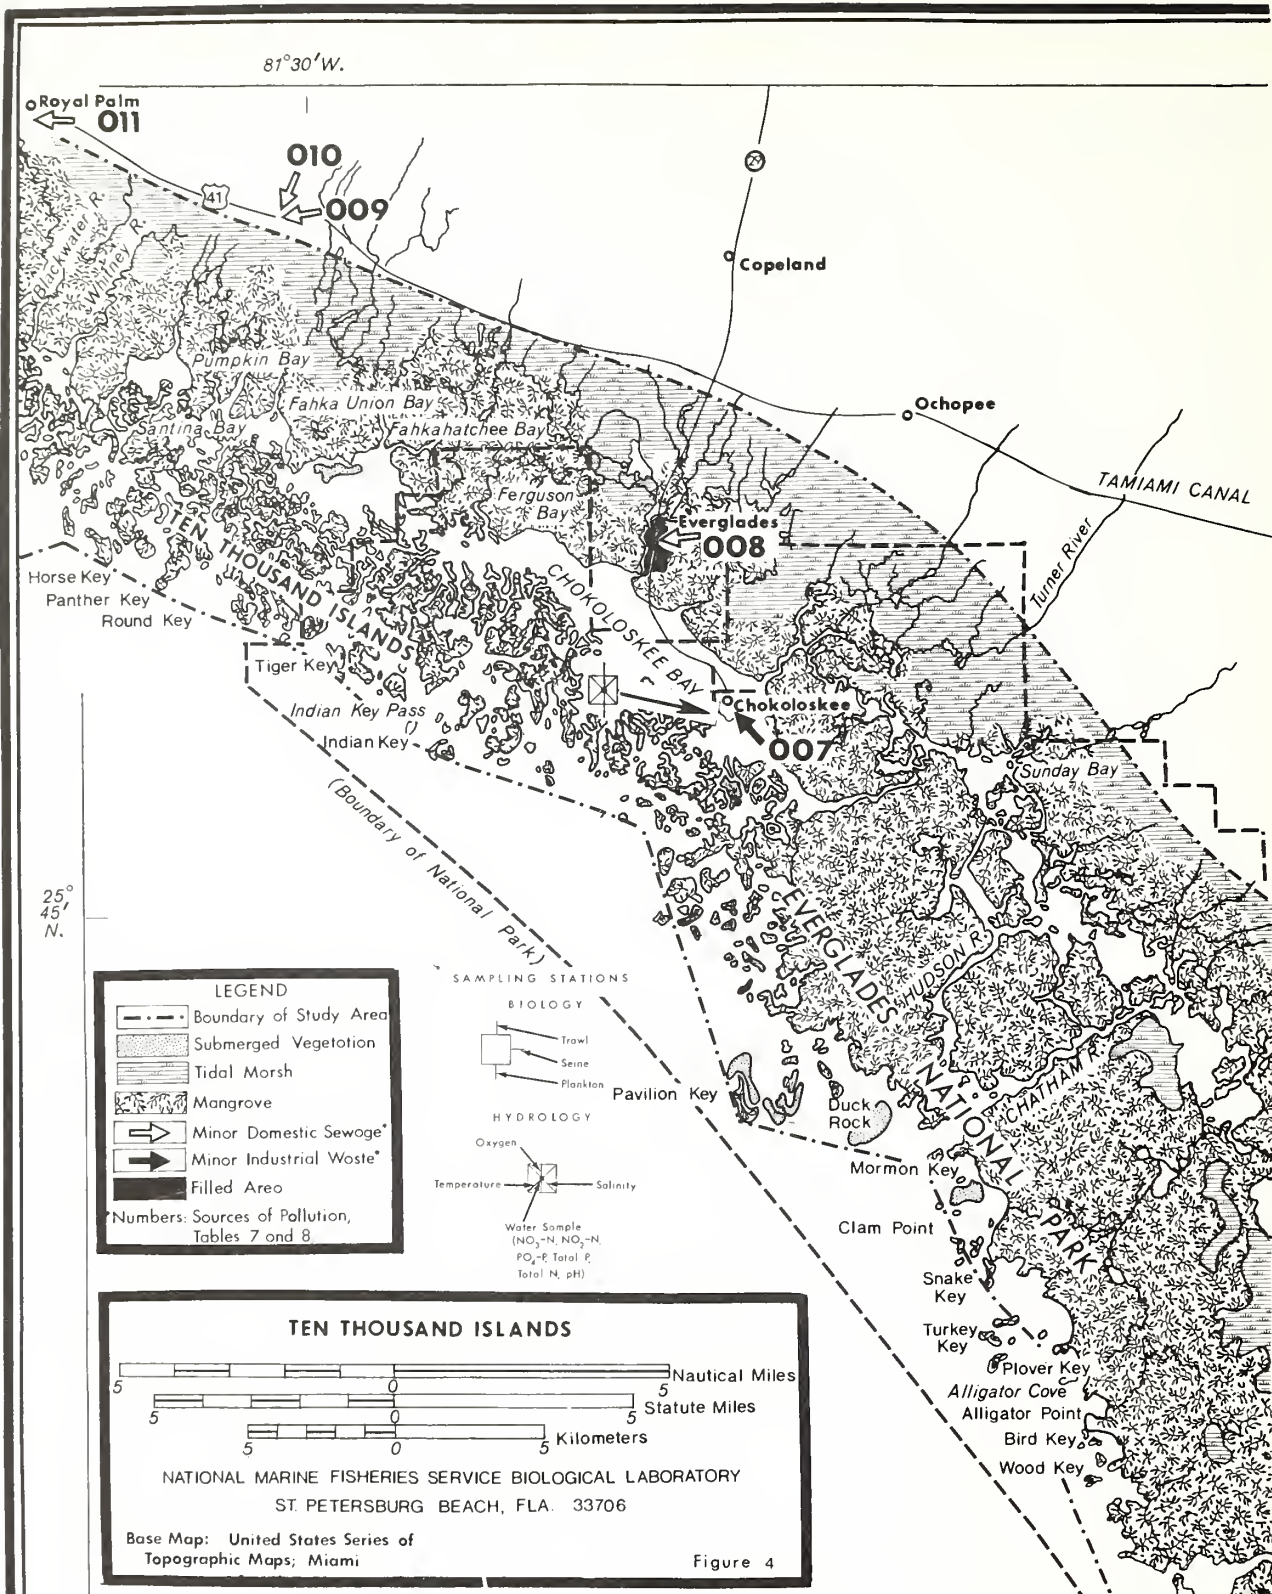 81°30'W.
Royal Palm
011
010
41
009
29
Copeland
Blackwater R.
Whitney R.
Pumpkin Bay
Fahka Union Bay
Santina Bay
Fahkahatchee Bay
Ochopee
TAMIAMI CANAL
Ferguson
Bay
Everglades
008
Turner River
TEN THOUSAND ISLANDS
Horse Key
Panther Key
Round Key
CHOKOLOSKEE BAY
Tiger Key
Indian Key Pass
Indian Key
Chokoloskee
007
Sunday Bay
(Boundary of National Park)
25°
45'
N.
EVERGLADES NATIONAL PARK
HUDSON R.
CHATHAM R.
LEGEND
Boundary of Study Area
Submerged Vegetotion
Tidal Morsh
Mangrove
Minor Domestic Sewoge*
Minor Industrial Woste*
Filled Area
*Numbers: Sources of Pollution,
Tables 7 ond 8
SAMPLING STATIONS
BIOLOGY
Trawl
Seine
Plankton
HYDROLOGY
Oxygen
Temperature
Salinity
Water Sample
(NO3-N, NO2-N,
PO4-P, Total P,
Total N, pH)
Pavilion Key
Duck
Rock
Mormon Key
Clam Point
Snake
Key
Turkey
Key
Plover Key
Alligator Cove
Alligator Point
Bird Key
Wood Key
TEN THOUSAND ISLANDS
5 0 5
Nautical Miles
5 0 5
Statute Miles
5 0 5
Kilometers
NATIONAL MARINE FISHERIES SERVICE BIOLOGICAL LABORATORY
ST. PETERSBURG BEACH, FLA. 33706
Base Map: United States Series of
Topographic Maps; Miami
Figure 4